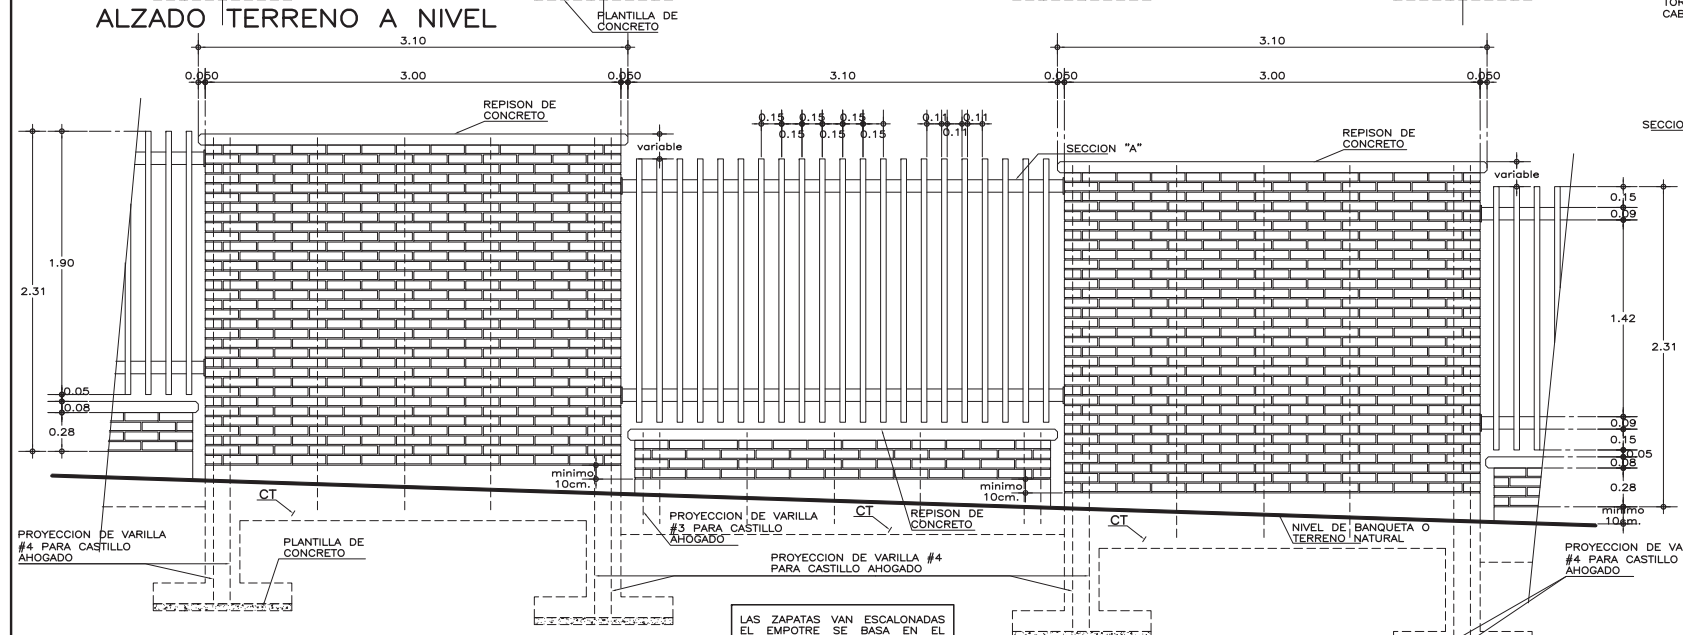 ALZADO TERRENO A NIVEL
PLANTILLA DE
CONCRETO
TOR
CAB
3.10
3.10
0.050
3.00
0.050
3.10
0.050
3.00
0.050
REPISON DE
CONCRETO
0.15
0.15
0.15
0.15
0.15
0.15
0.11
0.11
0.11
variable
SECCION "A"
REPISON DE
CONCRETO
SECCIO
variable
0.15
0.09
1.90
2.31
1.42
2.31
0.05
0.08
0.28
0.09
0.15
0.05
0.08
0.28
minimo
10cm.
minimo
10cm.
minimo
10cm.
CT
CT
CT
PROYECCION DE VARILLA
#4 PARA CASTILLO
AHOGADO
PLANTILLA DE
CONCRETO
PROYECCION DE VARILLA
#3 PARA CASTILLO
AHOGADO
REPISON DE
CONCRETO
NIVEL DE BANQUETA O
TERRENO NATURAL
PROYECCION DE VARILLA #4
PARA CASTILLO AHOGADO
PROYECCION DE VA
#4 PARA CASTILLO
AHOGADO
LAS ZAPATAS VAN ESCALONADAS
EL EMPOTRE SE BASA EN EL